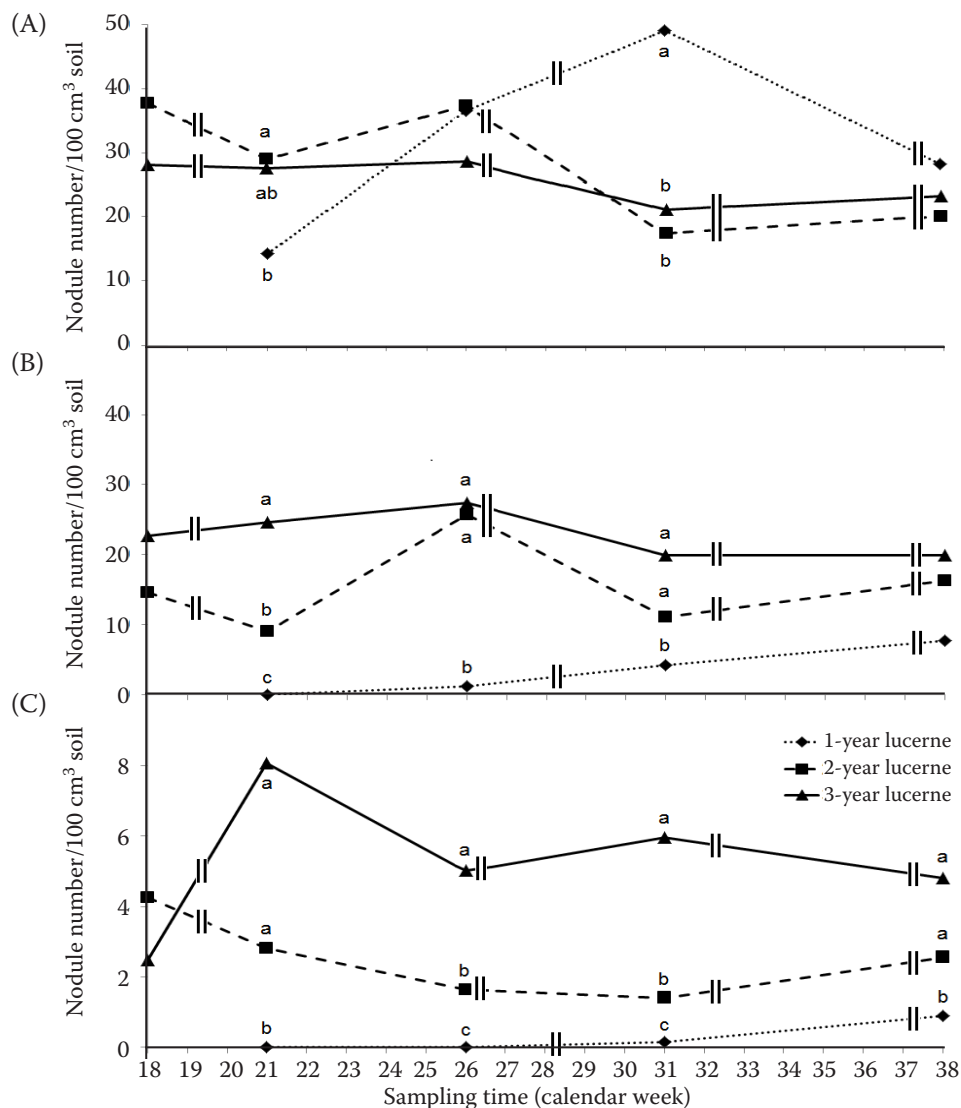 (A)
Nodule number/100 cm³ soil
50
40
30
20
10
0
a
ab
b
a
b
b
(B)
Nodule number/100 cm³ soil
40
30
20
10
0
a
b
c
a
a
b
a
a
b
(C)
Nodule number/100 cm³ soil
8
6
4
2
0
1-year lucerne
2-year lucerne
3-year lucerne
a
a
b
a
b
c
a
b
c
a
a
b
18 19 20 21 22 23 24 25 26 27 28 29 30 31 32 33 34 35 36 37 38
Sampling time (calendar week)